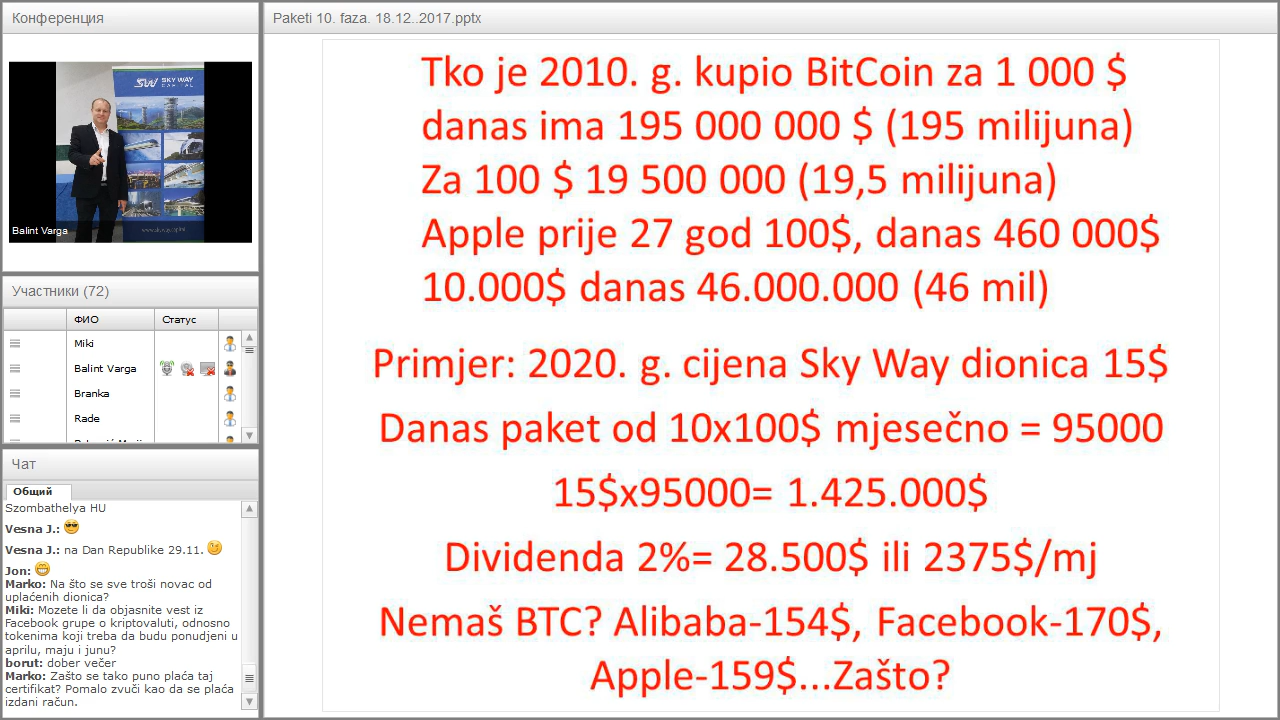 Конференция
SKY WAY
CAPITAL
Balint Varga
Участники (72)
ФИО Статус
Miki
Balint Varga
Branka
Rade
Чат
Общий
Szombathelya HU
Vesna J.:
Vesna J.: na Dan Republike 29.11.
Jon:
Marko: Na što se sve troši novac od
uplaćenih dionica?
Miki: Mozete li da objasnite vest iz
Facebook grupe o kriptovaluti, odnosno
tokenima koji treba da budu ponudjeni u
aprilu, maju i junu?
borut: dober večer
Marko: Zašto se tako puno plaća taj
certifikat? Pomalo zvuči kao da se plaća
izdani račun.
Paketi 10. faza. 18.12..2017.pptx
Tko je 2010. g. kupio BitCoin za 1 000 $
danas ima 195 000 000 $ (195 milijuna)
Za 100 $ 19 500 000 (19,5 milijuna)
Apple prije 27 god 100$, danas 460 000$
10.000$ danas 46.000.000 (46 mil)
Primjer: 2020. g. cijena Sky Way dionica 15$
Danas paket od 10x100$ mjesečno = 95000
15$x95000= 1.425.000$
Dividenda 2%= 28.500$ ili 2375$/mj
Nemaš BTC? Alibaba-154$, Facebook-170$,
Apple-159$...Zašto?